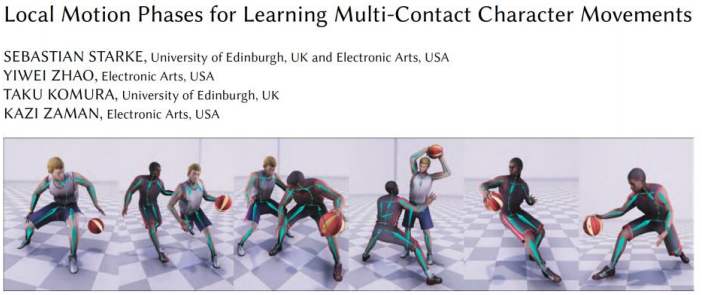 Local Motion Phases for Learning Multi-Contact Character Movements
SEBASTIAN STARKE, University of Edinburgh, UK and Electronic Arts, USA
YIWEI ZHAO, Electronic Arts, USA
TAKU KOMURA, University of Edinburgh, UK
KAZI ZAMAN, Electronic Arts, USA